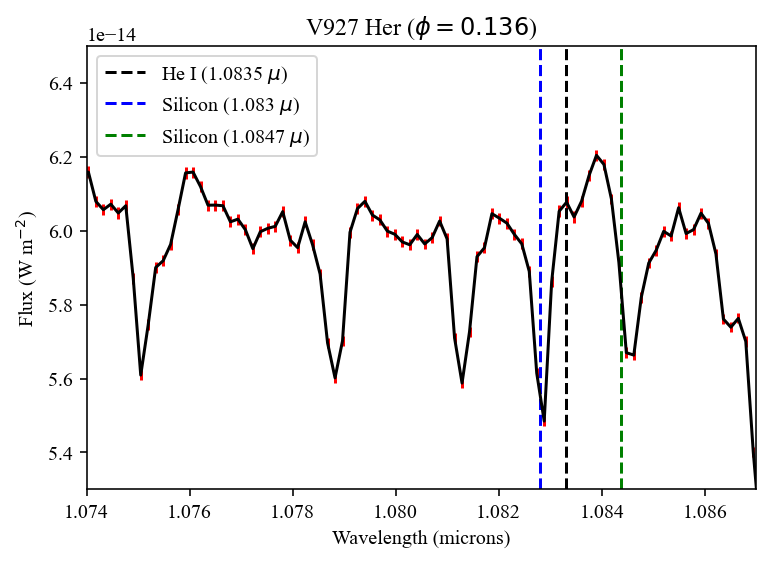 V927 Her (ϕ = 0.136)
1e−14
He I (1.0835 μ)
Silicon (1.083 μ)
Silicon (1.0847 μ)
6.4
6.2
6.0
5.8
5.6
5.4
Flux (W m⁻²)
1.074 1.076 1.078 1.080 1.082 1.084 1.086
Wavelength (microns)